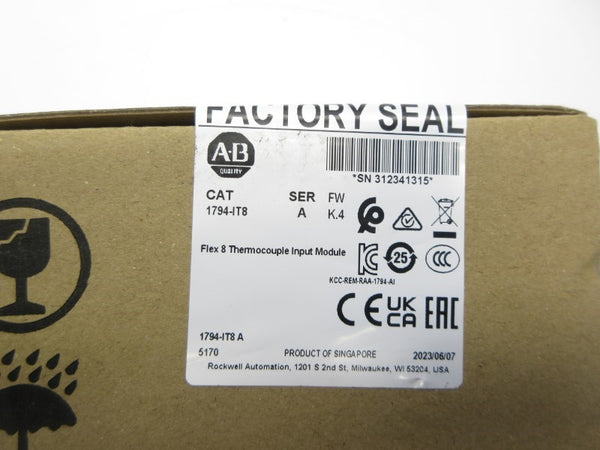 FACTORY SEAL
A-B
QUALITY
*SN 312341315*
CAT SER FW
1794-IT8 A K.4
Flex 8 Thermocouple Input Module
25
CCC
KCC-REM-RAA-1794-AI
CE UK CA EAC
1794-IT8 A
5170 PRODUCT OF SINGAPORE 2023/06/07
Rockwell Automation, 1201 S 2nd St, Milwaukee, WI 53204, USA